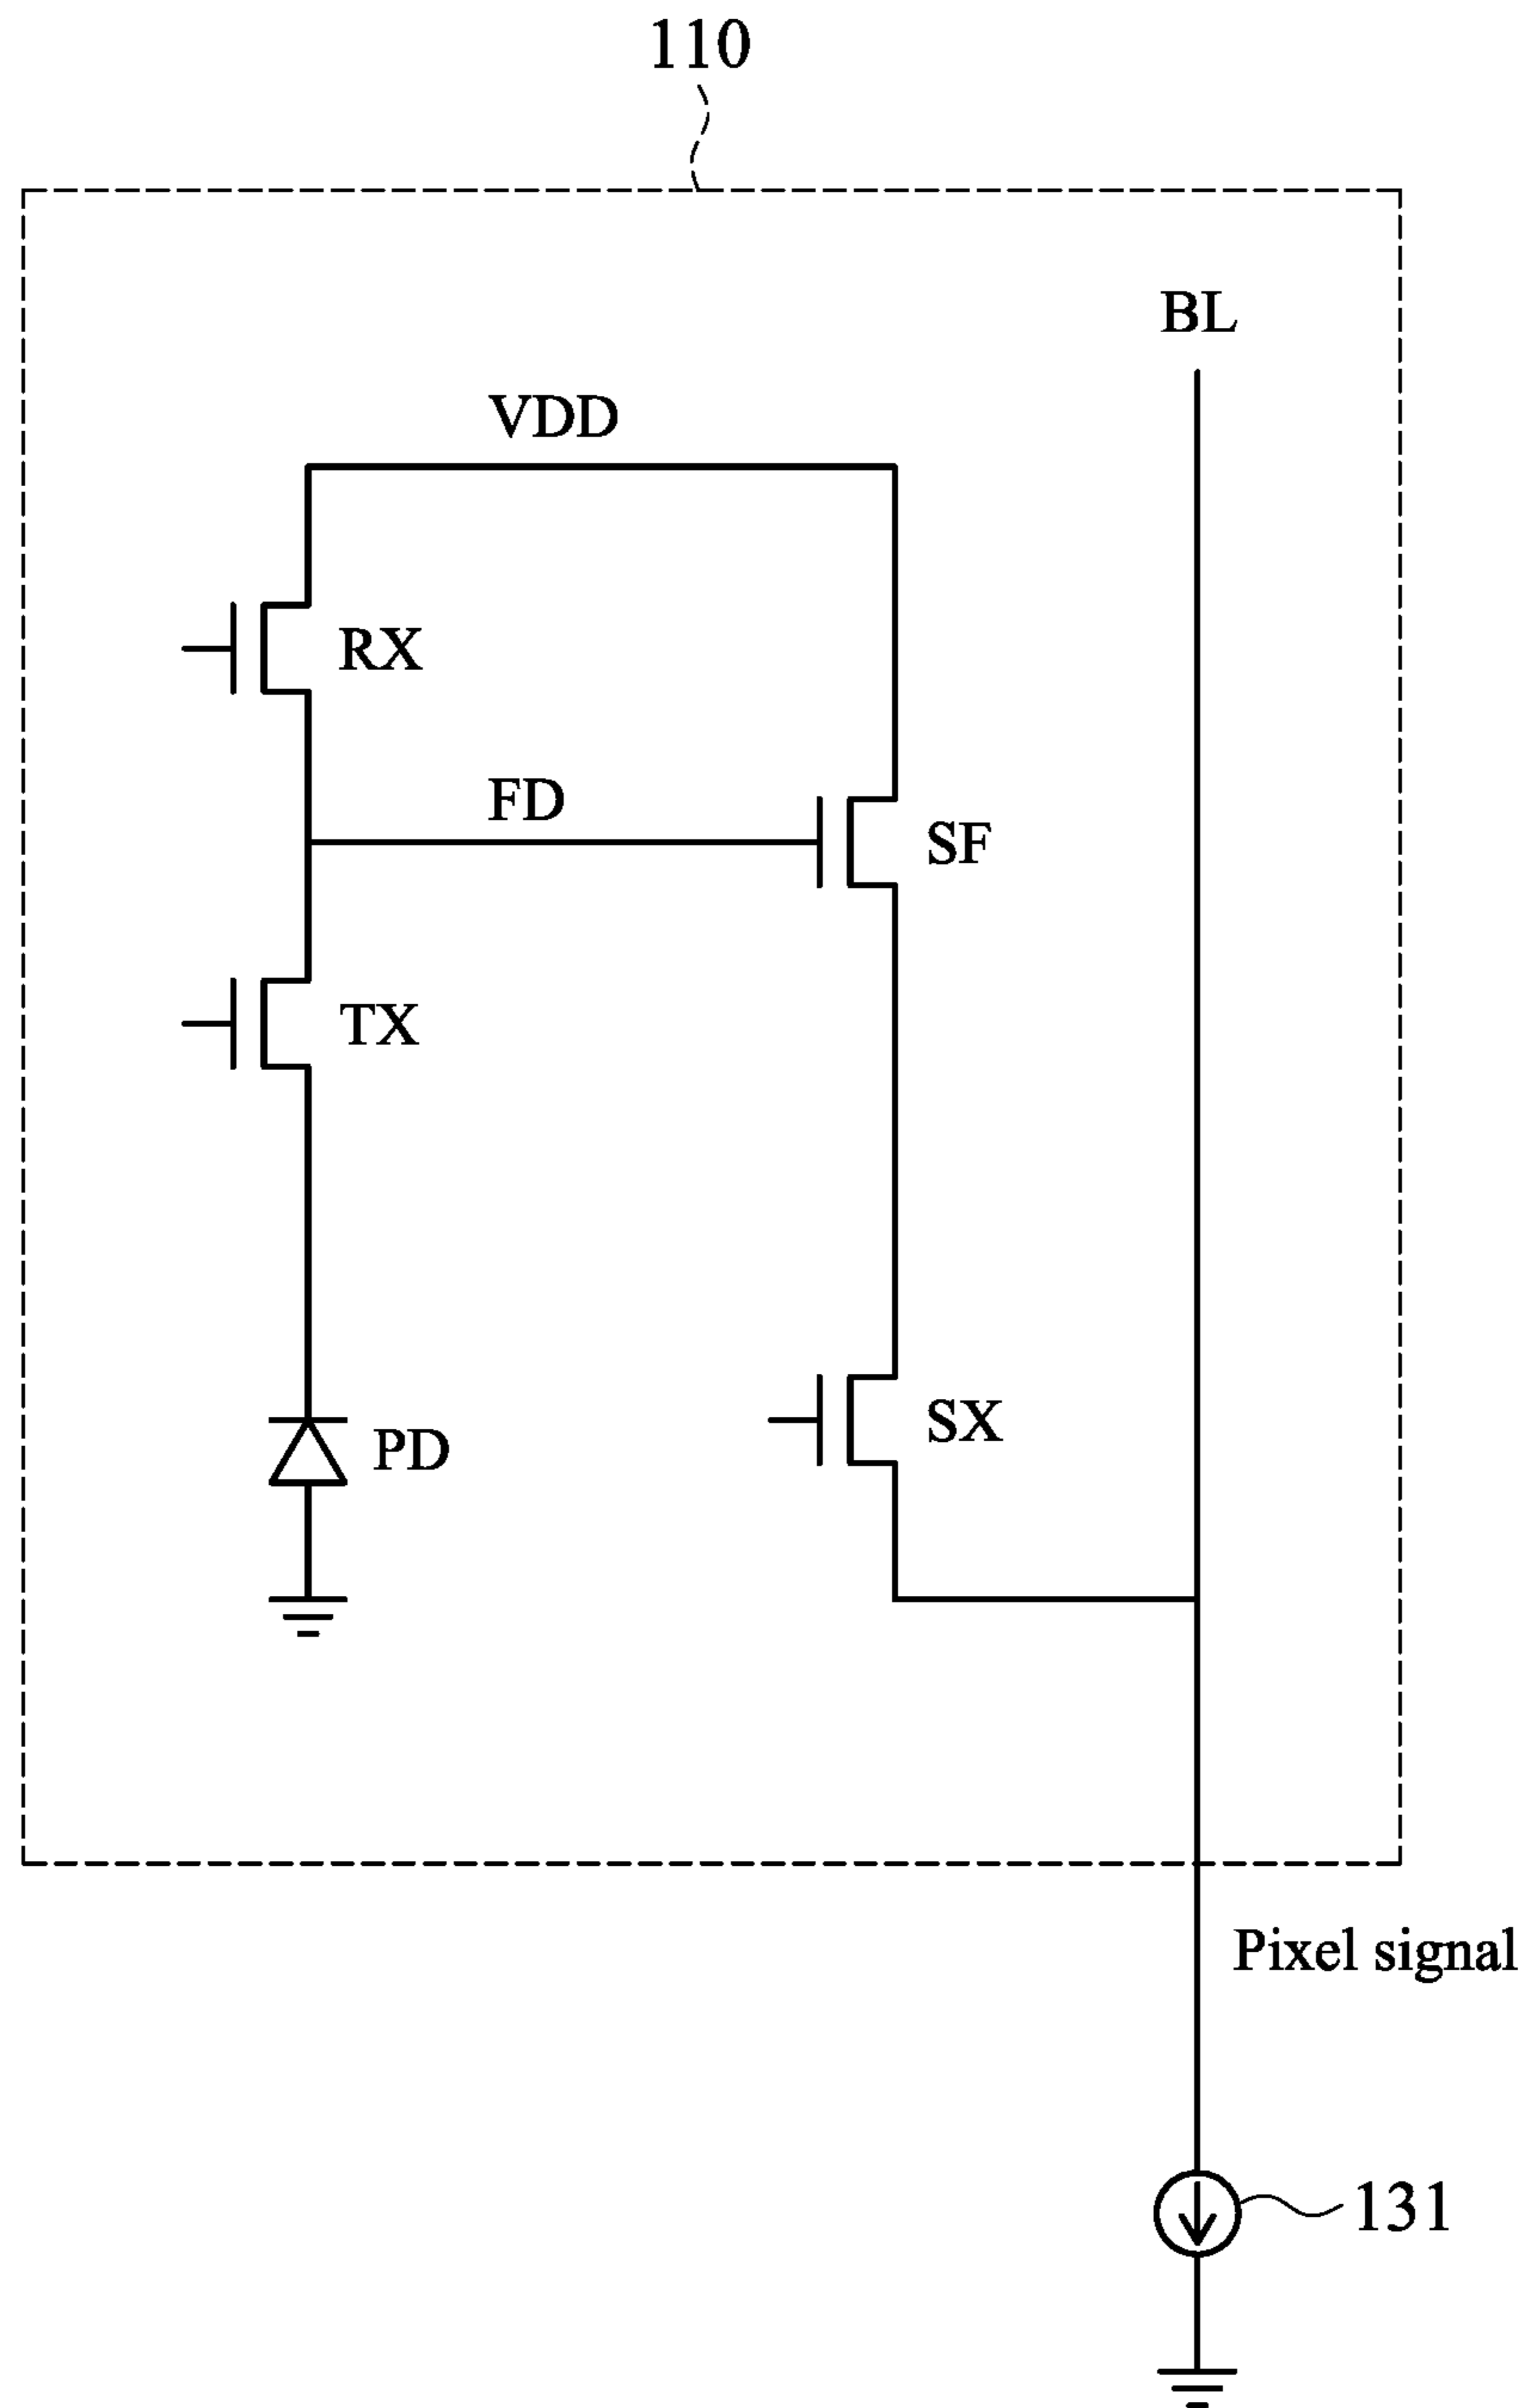 110
BL
VDD
RX
FD
SF
TX
SX
PD
Pixel signal
131